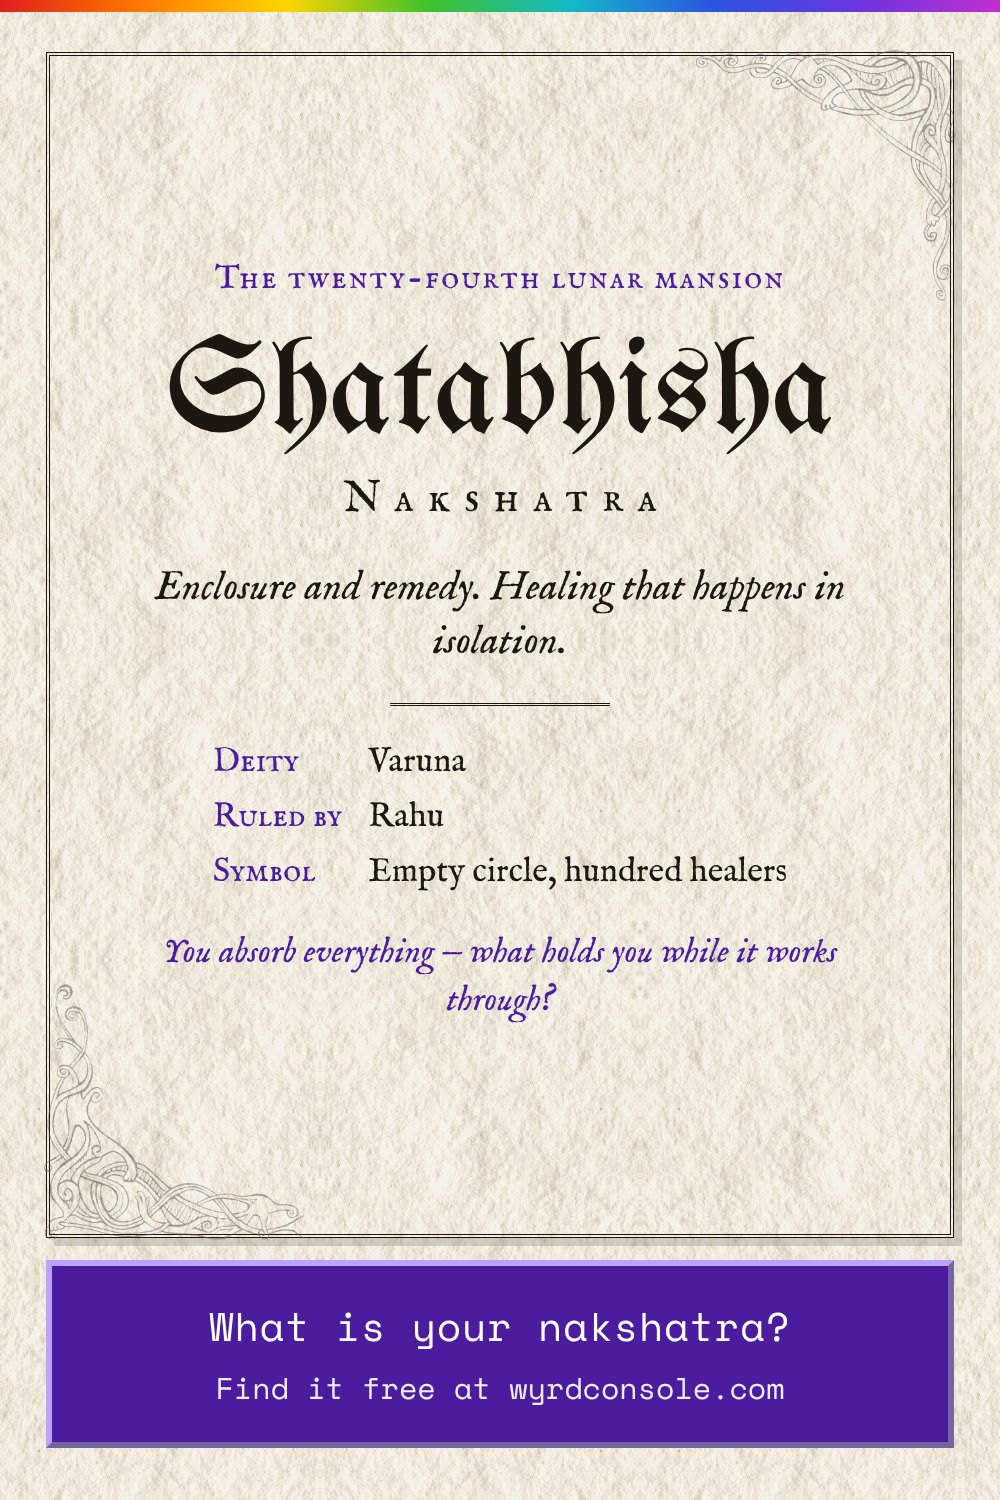 The twenty-fourth lunar mansion
Shatabhisha
Nakshatra
Enclosure and remedy. Healing that happens in
isolation.
Deity Varuna
Ruled by Rahu
Symbol Empty circle, hundred healers
You absorb everything — what holds you while it works
through?
What is your nakshatra?
Find it free at wyrdconsole.com